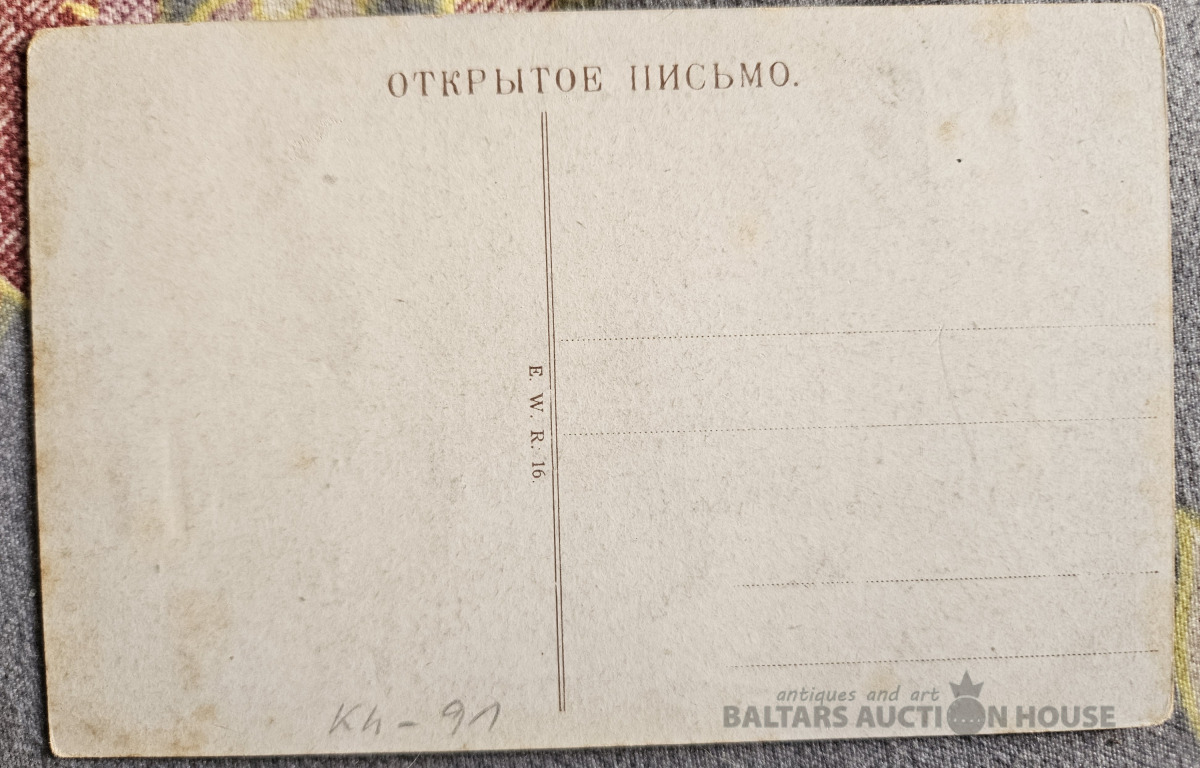 ОТКРЫТОЕ ПИСЬМО.
E. W. R. 16.
Kh - 91
antiques and art
BALTARS AUCTION HOUSE